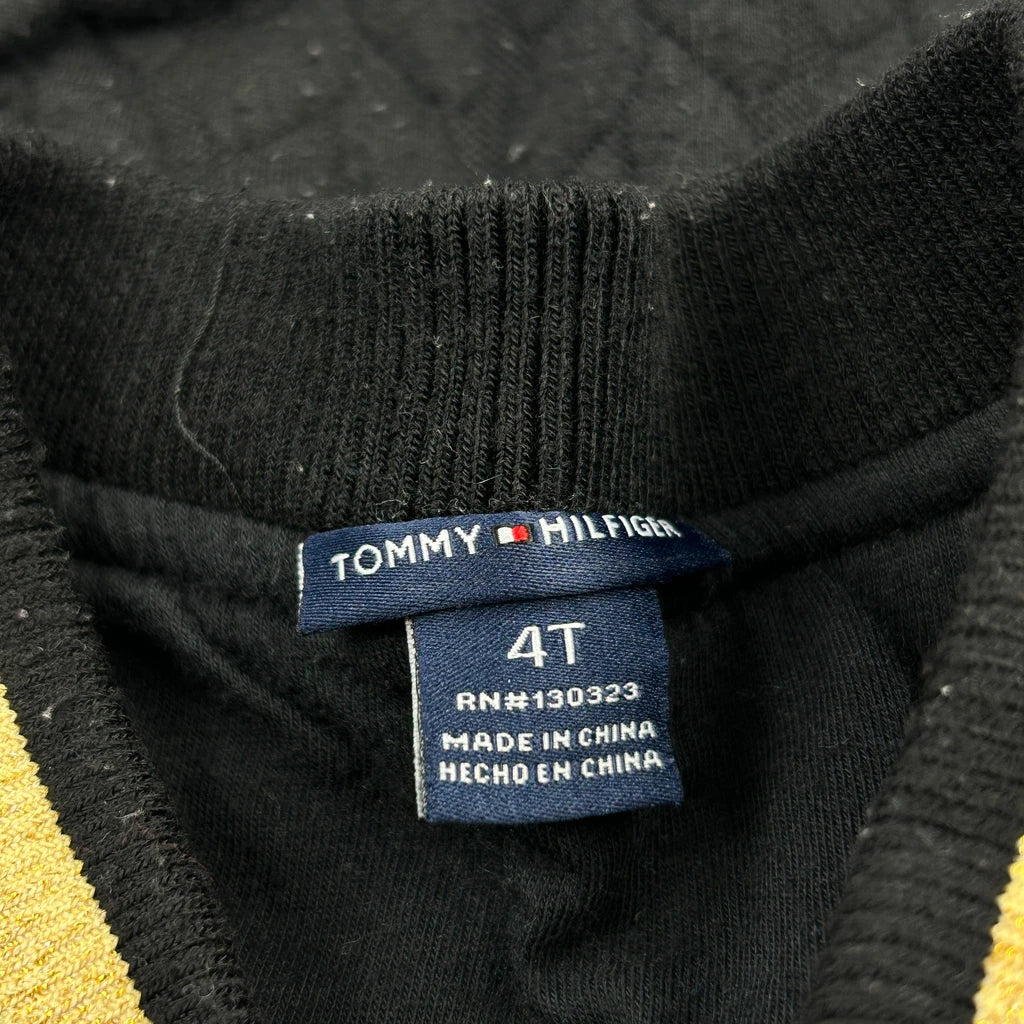 TOMMY HILFIGER
4T
RN#130323
MADE IN CHINA
HECHO EN CHINA